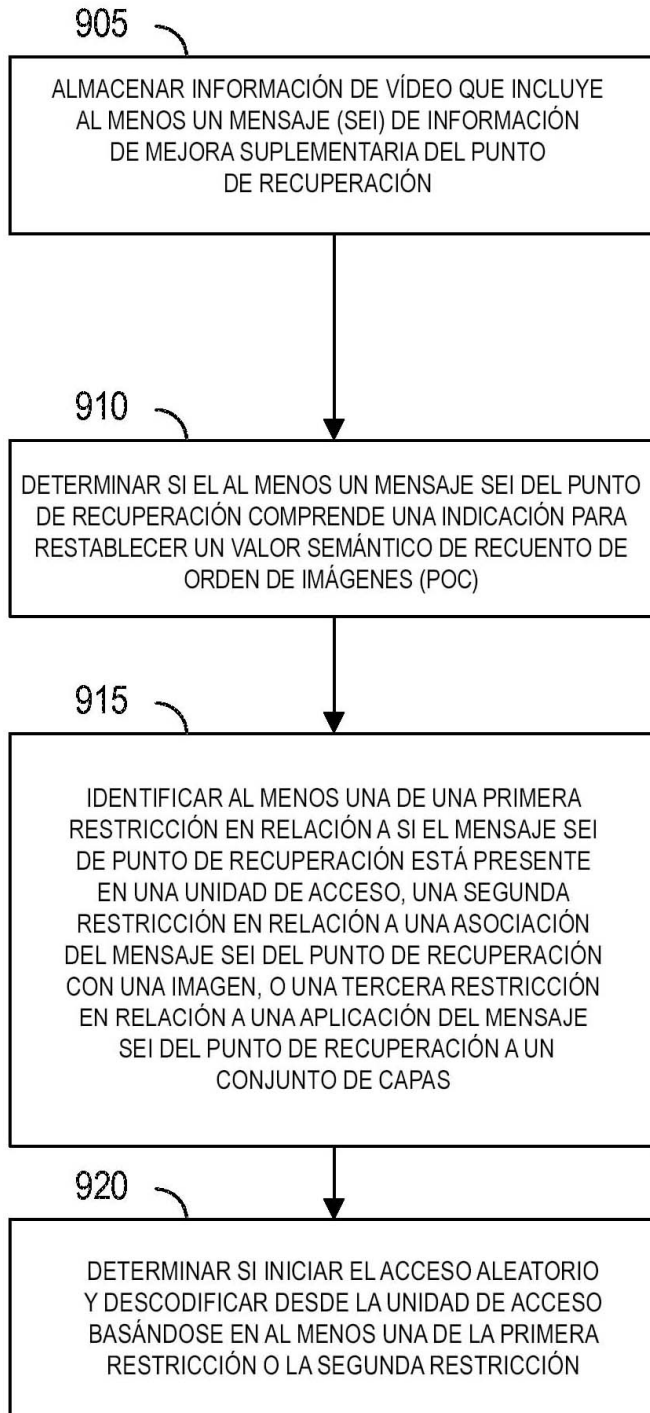 905
ALMACENAR INFORMACIÓN DE VÍDEO QUE INCLUYE
AL MENOS UN MENSAJE (SEI) DE INFORMACIÓN
DE MEJORA SUPLEMENTARIA DEL PUNTO
DE RECUPERACIÓN
910
DETERMINAR SI EL AL MENOS UN MENSAJE SEI DEL PUNTO
DE RECUPERACIÓN COMPRENDE UNA INDICACIÓN PARA
RESTABLECER UN VALOR SEMÁNTICO DE RECUENTO DE
ORDEN DE IMÁGENES (POC)
915
IDENTIFICAR AL MENOS UNA DE UNA PRIMERA
RESTRICCIÓN EN RELACIÓN A SI EL MENSAJE SEI
DE PUNTO DE RECUPERACIÓN ESTÁ PRESENTE
EN UNA UNIDAD DE ACCESO, UNA SEGUNDA
RESTRICCIÓN EN RELACIÓN A UNA ASOCIACIÓN
DEL MENSAJE SEI DEL PUNTO DE RECUPERACIÓN
CON UNA IMAGEN, O UNA TERCERA RESTRICCIÓN
EN RELACIÓN A UNA APLICACIÓN DEL MENSAJE
SEI DEL PUNTO DE RECUPERACIÓN A UN
CONJUNTO DE CAPAS
920
DETERMINAR SI INICIAR EL ACCESO ALEATORIO
Y DESCODIFICAR DESDE LA UNIDAD DE ACCESO
BASÁNDOSE EN AL MENOS UNA DE LA PRIMERA
RESTRICCIÓN O LA SEGUNDA RESTRICCIÓN